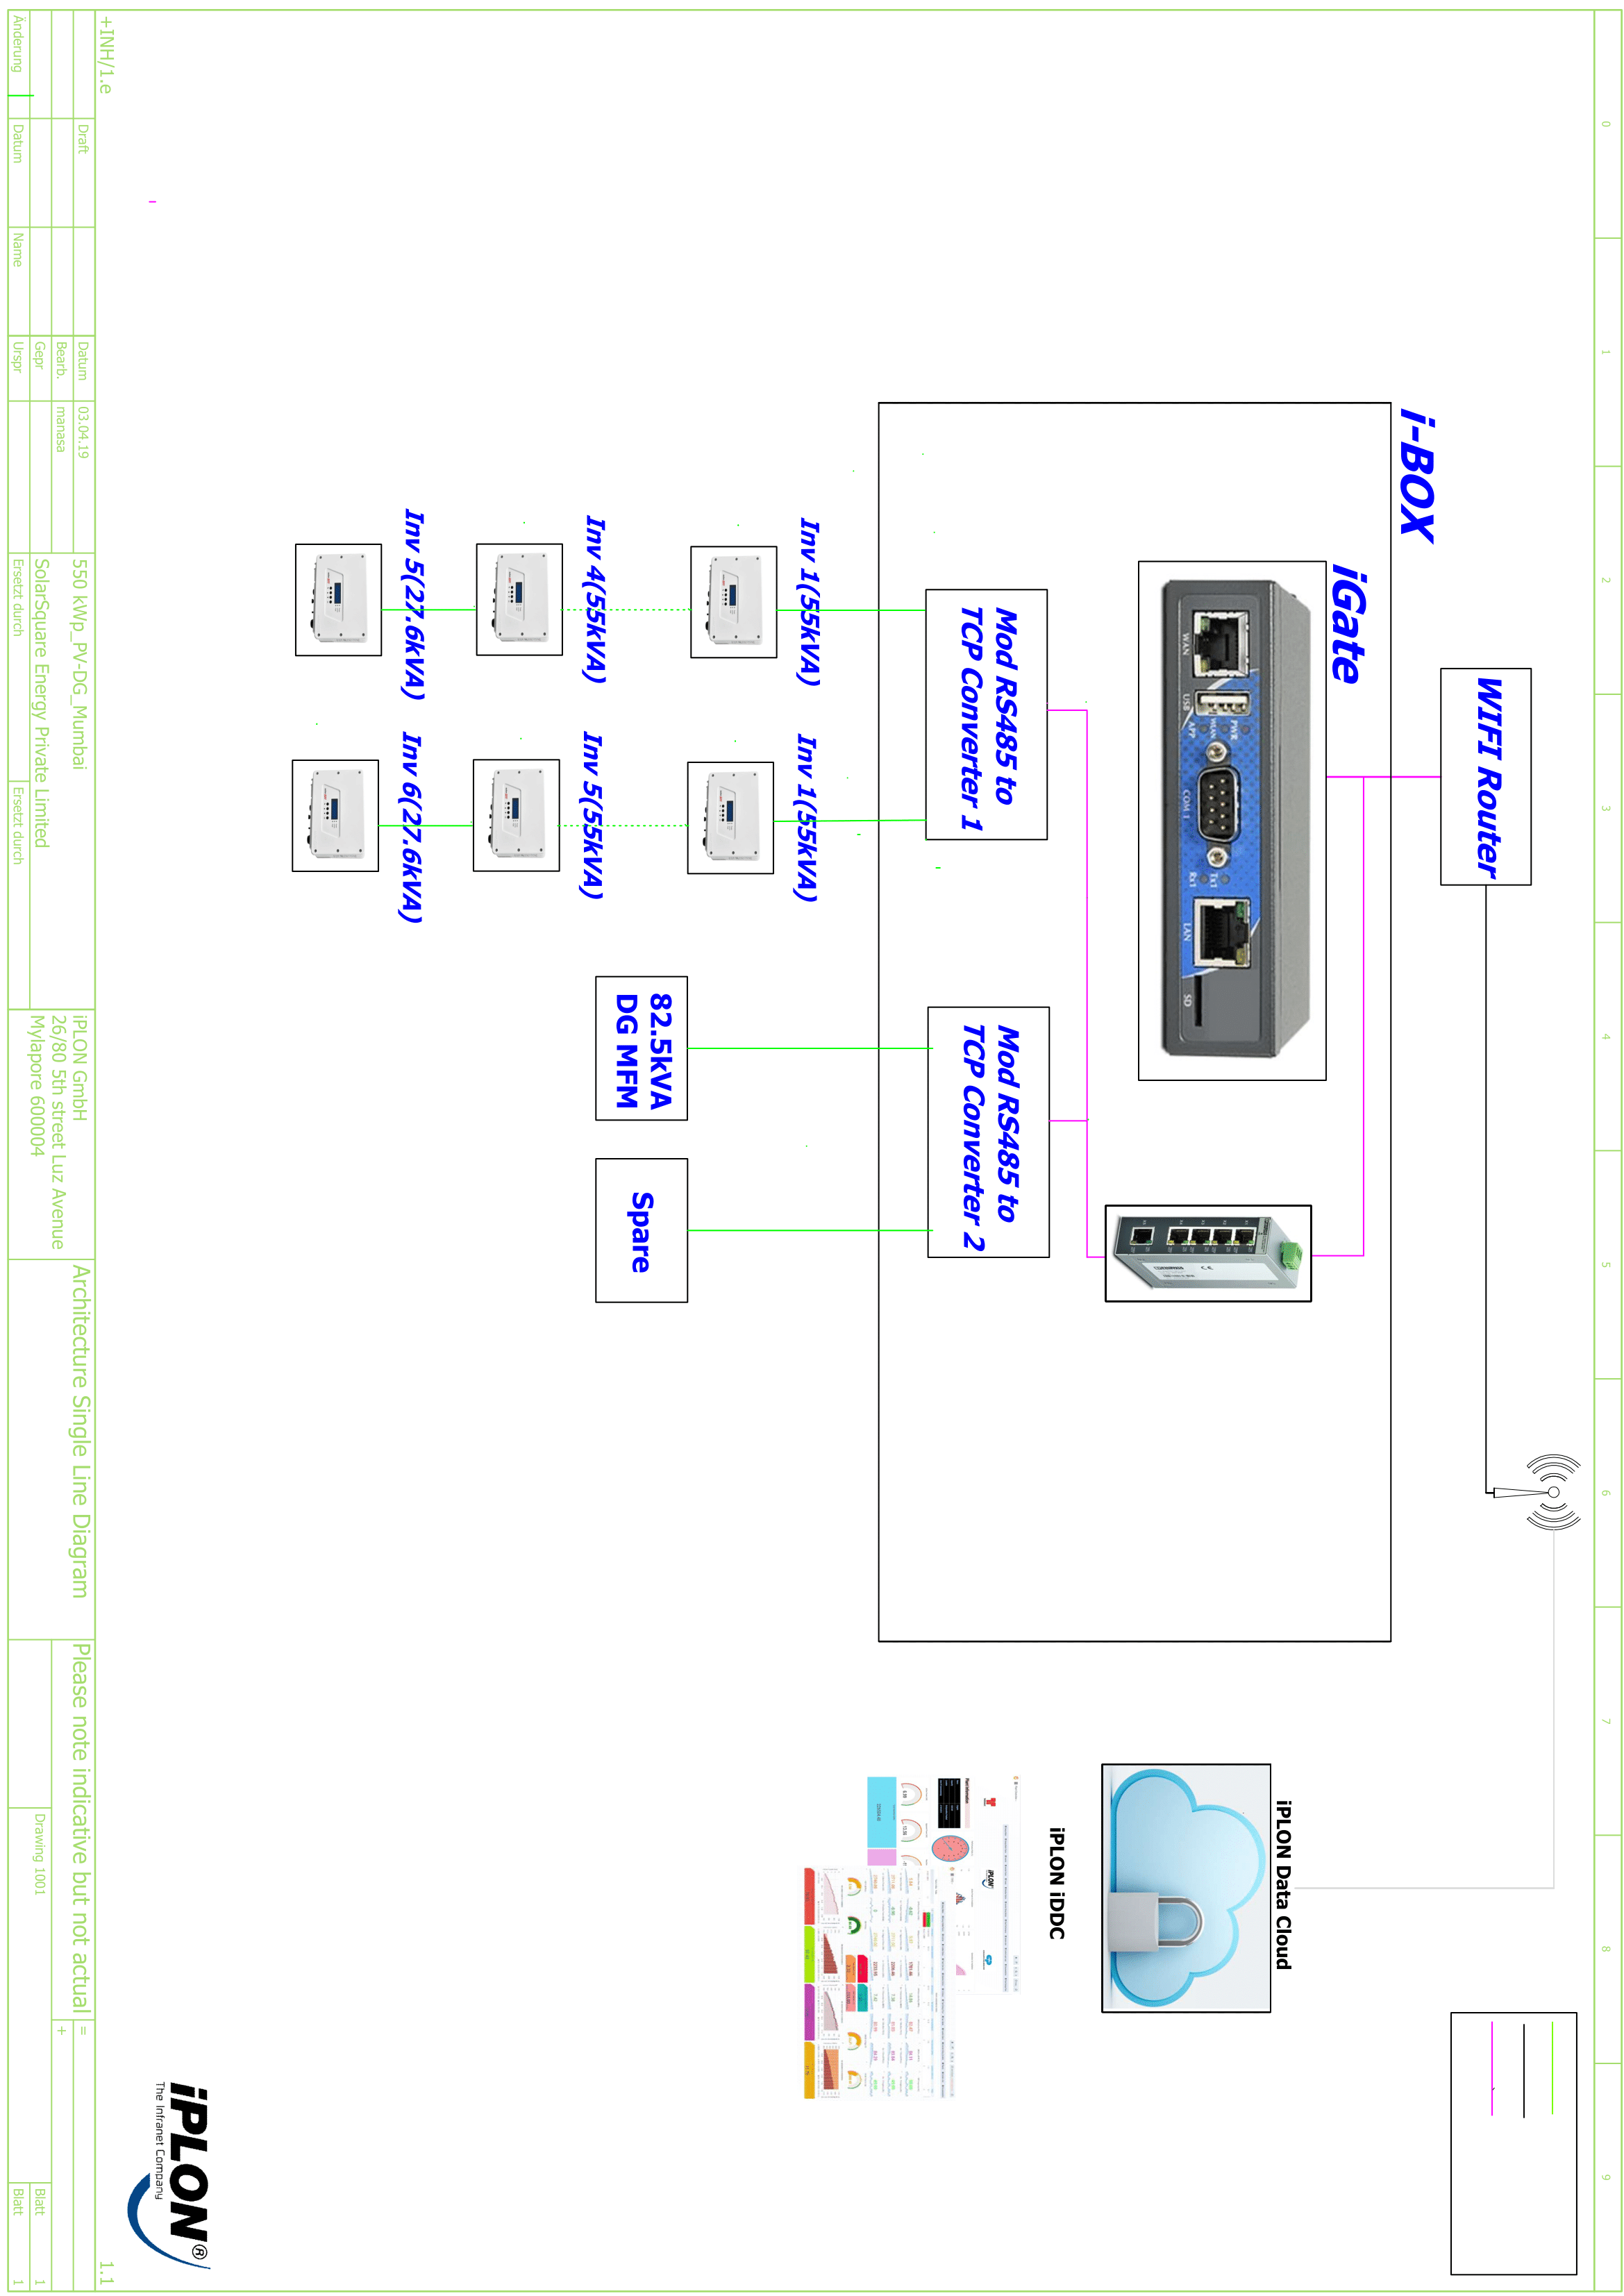 0 1 2 3 4 5 6 7 8 9
WIFI Router
i-BOX
iGate
WAN
USB
PWR
WLAN
APP
COM 1
TXT
RXT
LAN
SD
Mod RS485 to
TCP Converter 1
Mod RS485 to
TCP Converter 2
Inv 1(55kVA)
Inv 1(55kVA)
Inv 4(55kVA)
Inv 5(55kVA)
Inv 5(27.6kVA)
Inv 6(27.6kVA)
82.5kVA
DG MFM
Spare
iPLON Data Cloud
iPLON iDDC
iPLON
iPLON®
The Infranet Company
+INH/1.e
1.1
Draft
Änderung
Datum
Name
Datum
03.04.19
Bearb.
manasa
Gepr
Urspr
550 kWp_PV-DG_Mumbai
SolarSquare Energy Private Limited
Ersetzt durch
Ersetzt durch
iPLON GmbH
26/80 5th street Luz Avenue
Mylapore 600004
Architecture Single Line Diagram
Please note indicative but not actual
Drawing 1001
=
+
Blatt 1
Blatt 1